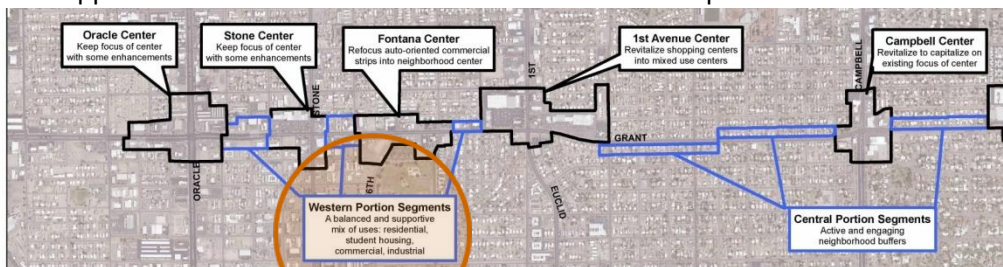 Oracle Center
Keep focus of center
with some enhancements
Stone Center
Keep focus of center
with some enhancements
Fontana Center
Refocus auto-oriented commercial
strips into neighborhood center
1st Avenue Center
Revitalize shopping centers
into mixed use centers
Campbell Center
Revitalize to capitalize on
existing focus of center
STONE
1ST
CAMPBELL
GRANT
ORACLE
6TH
EUCLID
Western Portion Segments
A balanced and supportive
mix of uses: residential,
student housing,
commercial, industrial
Central Portion Segments
Active and engaging
neighborhood buffers